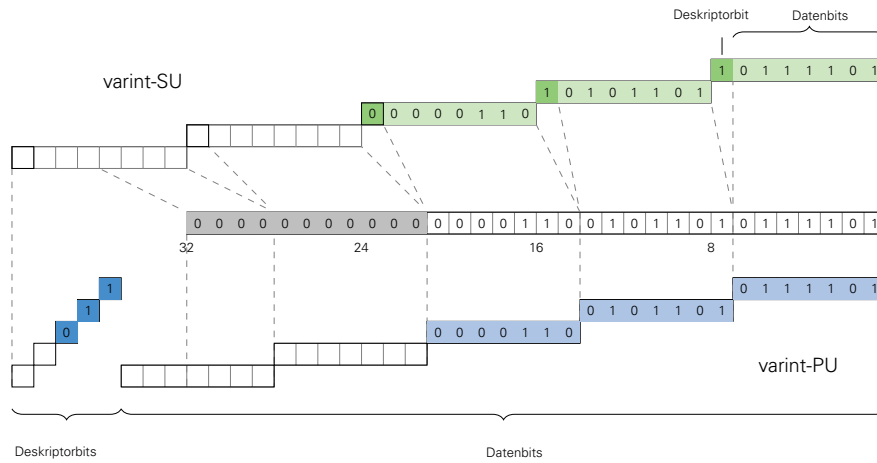 Deskriptorbit Datenbits
1 0 1 1 1 1 0 1
varint-SU
1 0 1 0 1 1 0 1
0 0 0 0 0 1 1 0
0 0 0 0 0 0 0 0 0 0 0 0 0 0 0 1 1 0 0 1 0 1 1 0 1 0 1 1 1 1 0 1
32 24 16 8
1 0 1 1 1 1 0 1
1 0 1 0 1 1 0 1
0 0 0 0 0 1 1 0
varint-PU
Deskriptorbits Datenbits